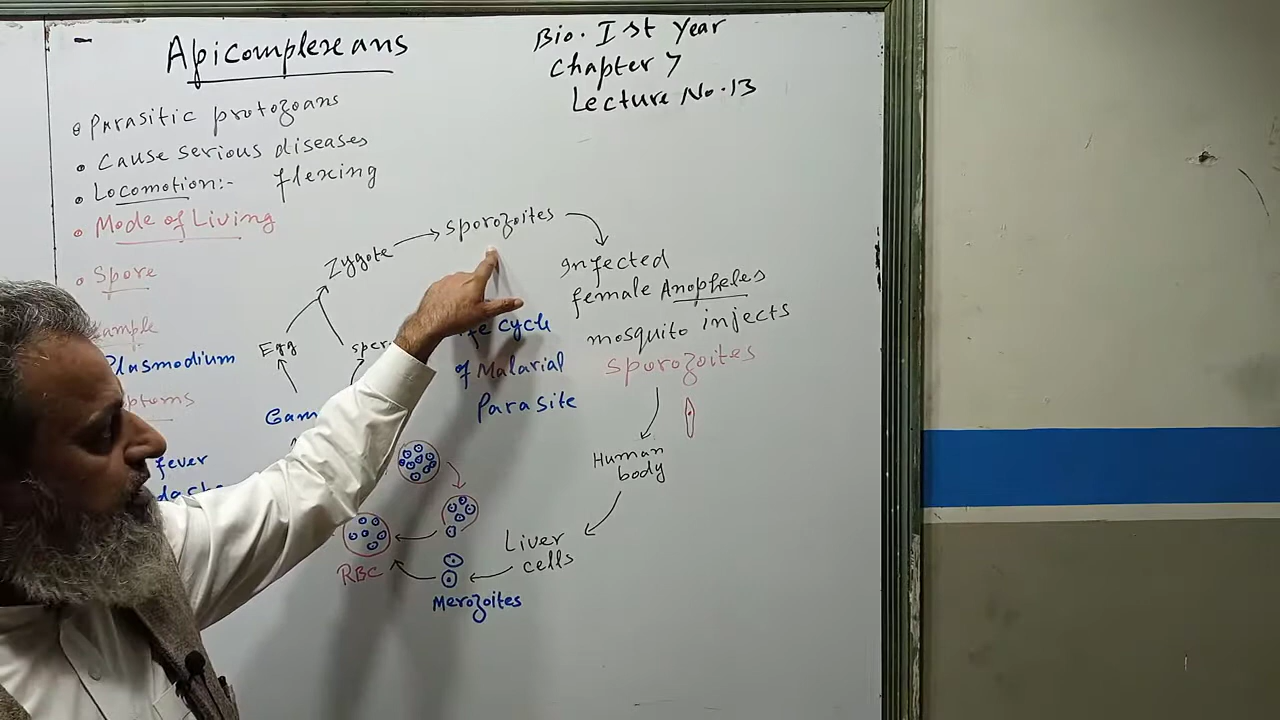 Apicomplexans
Bio. Ist Year
Chapter 7
Lecture No.13
Parasitic protozoans
Cause serious diseases
Locomotion:- flexing
Mode of Living
Spore
Plasmodium
fever
Zygote
sporozoites
Egg
Infected
female Anopheles
mosquito injects
sporozoites
cycle
of Malarial
Parasite
Human
body
Liver
cells
Merozoites
RBC